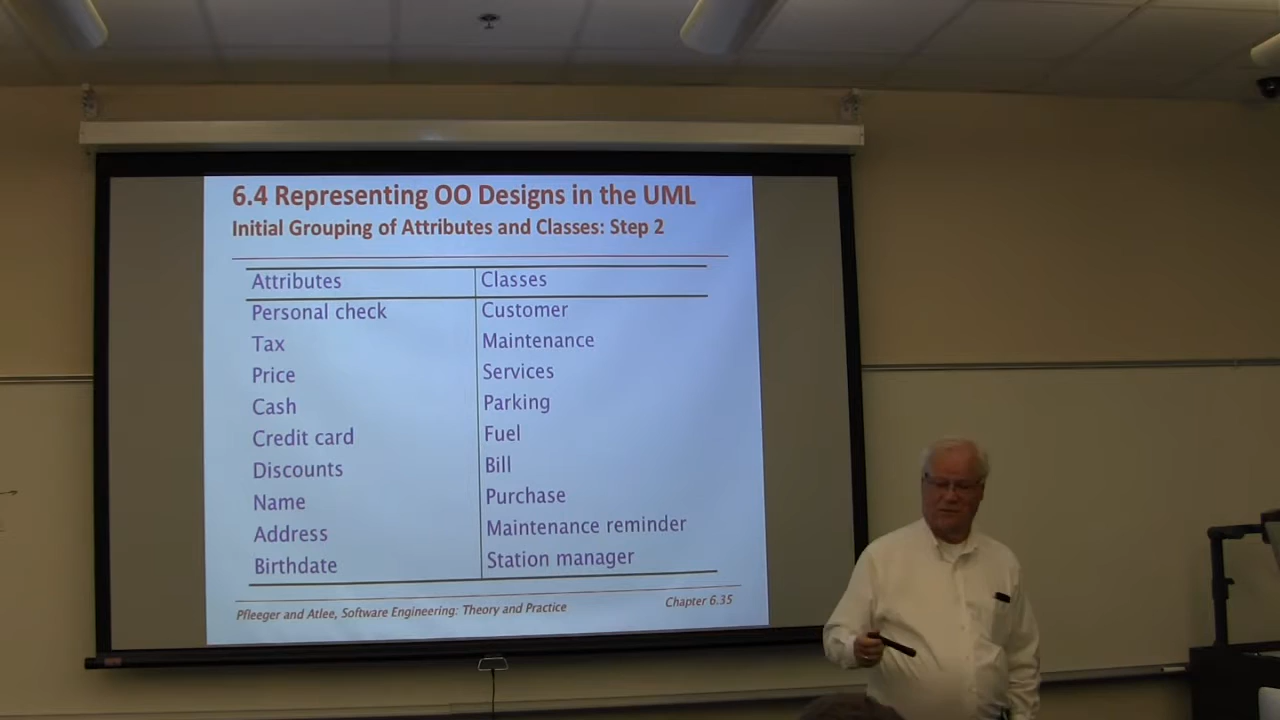 6.4 Representing OO Designs in the UML
Initial Grouping of Attributes and Classes: Step 2
Attributes Classes
Personal check Customer
Tax Maintenance
Price Services
Cash Parking
Credit card Fuel
Discounts Bill
Name Purchase
Address Maintenance reminder
Birthdate Station manager
Pfleeger and Atlee, Software Engineering: Theory and Practice Chapter 6.35